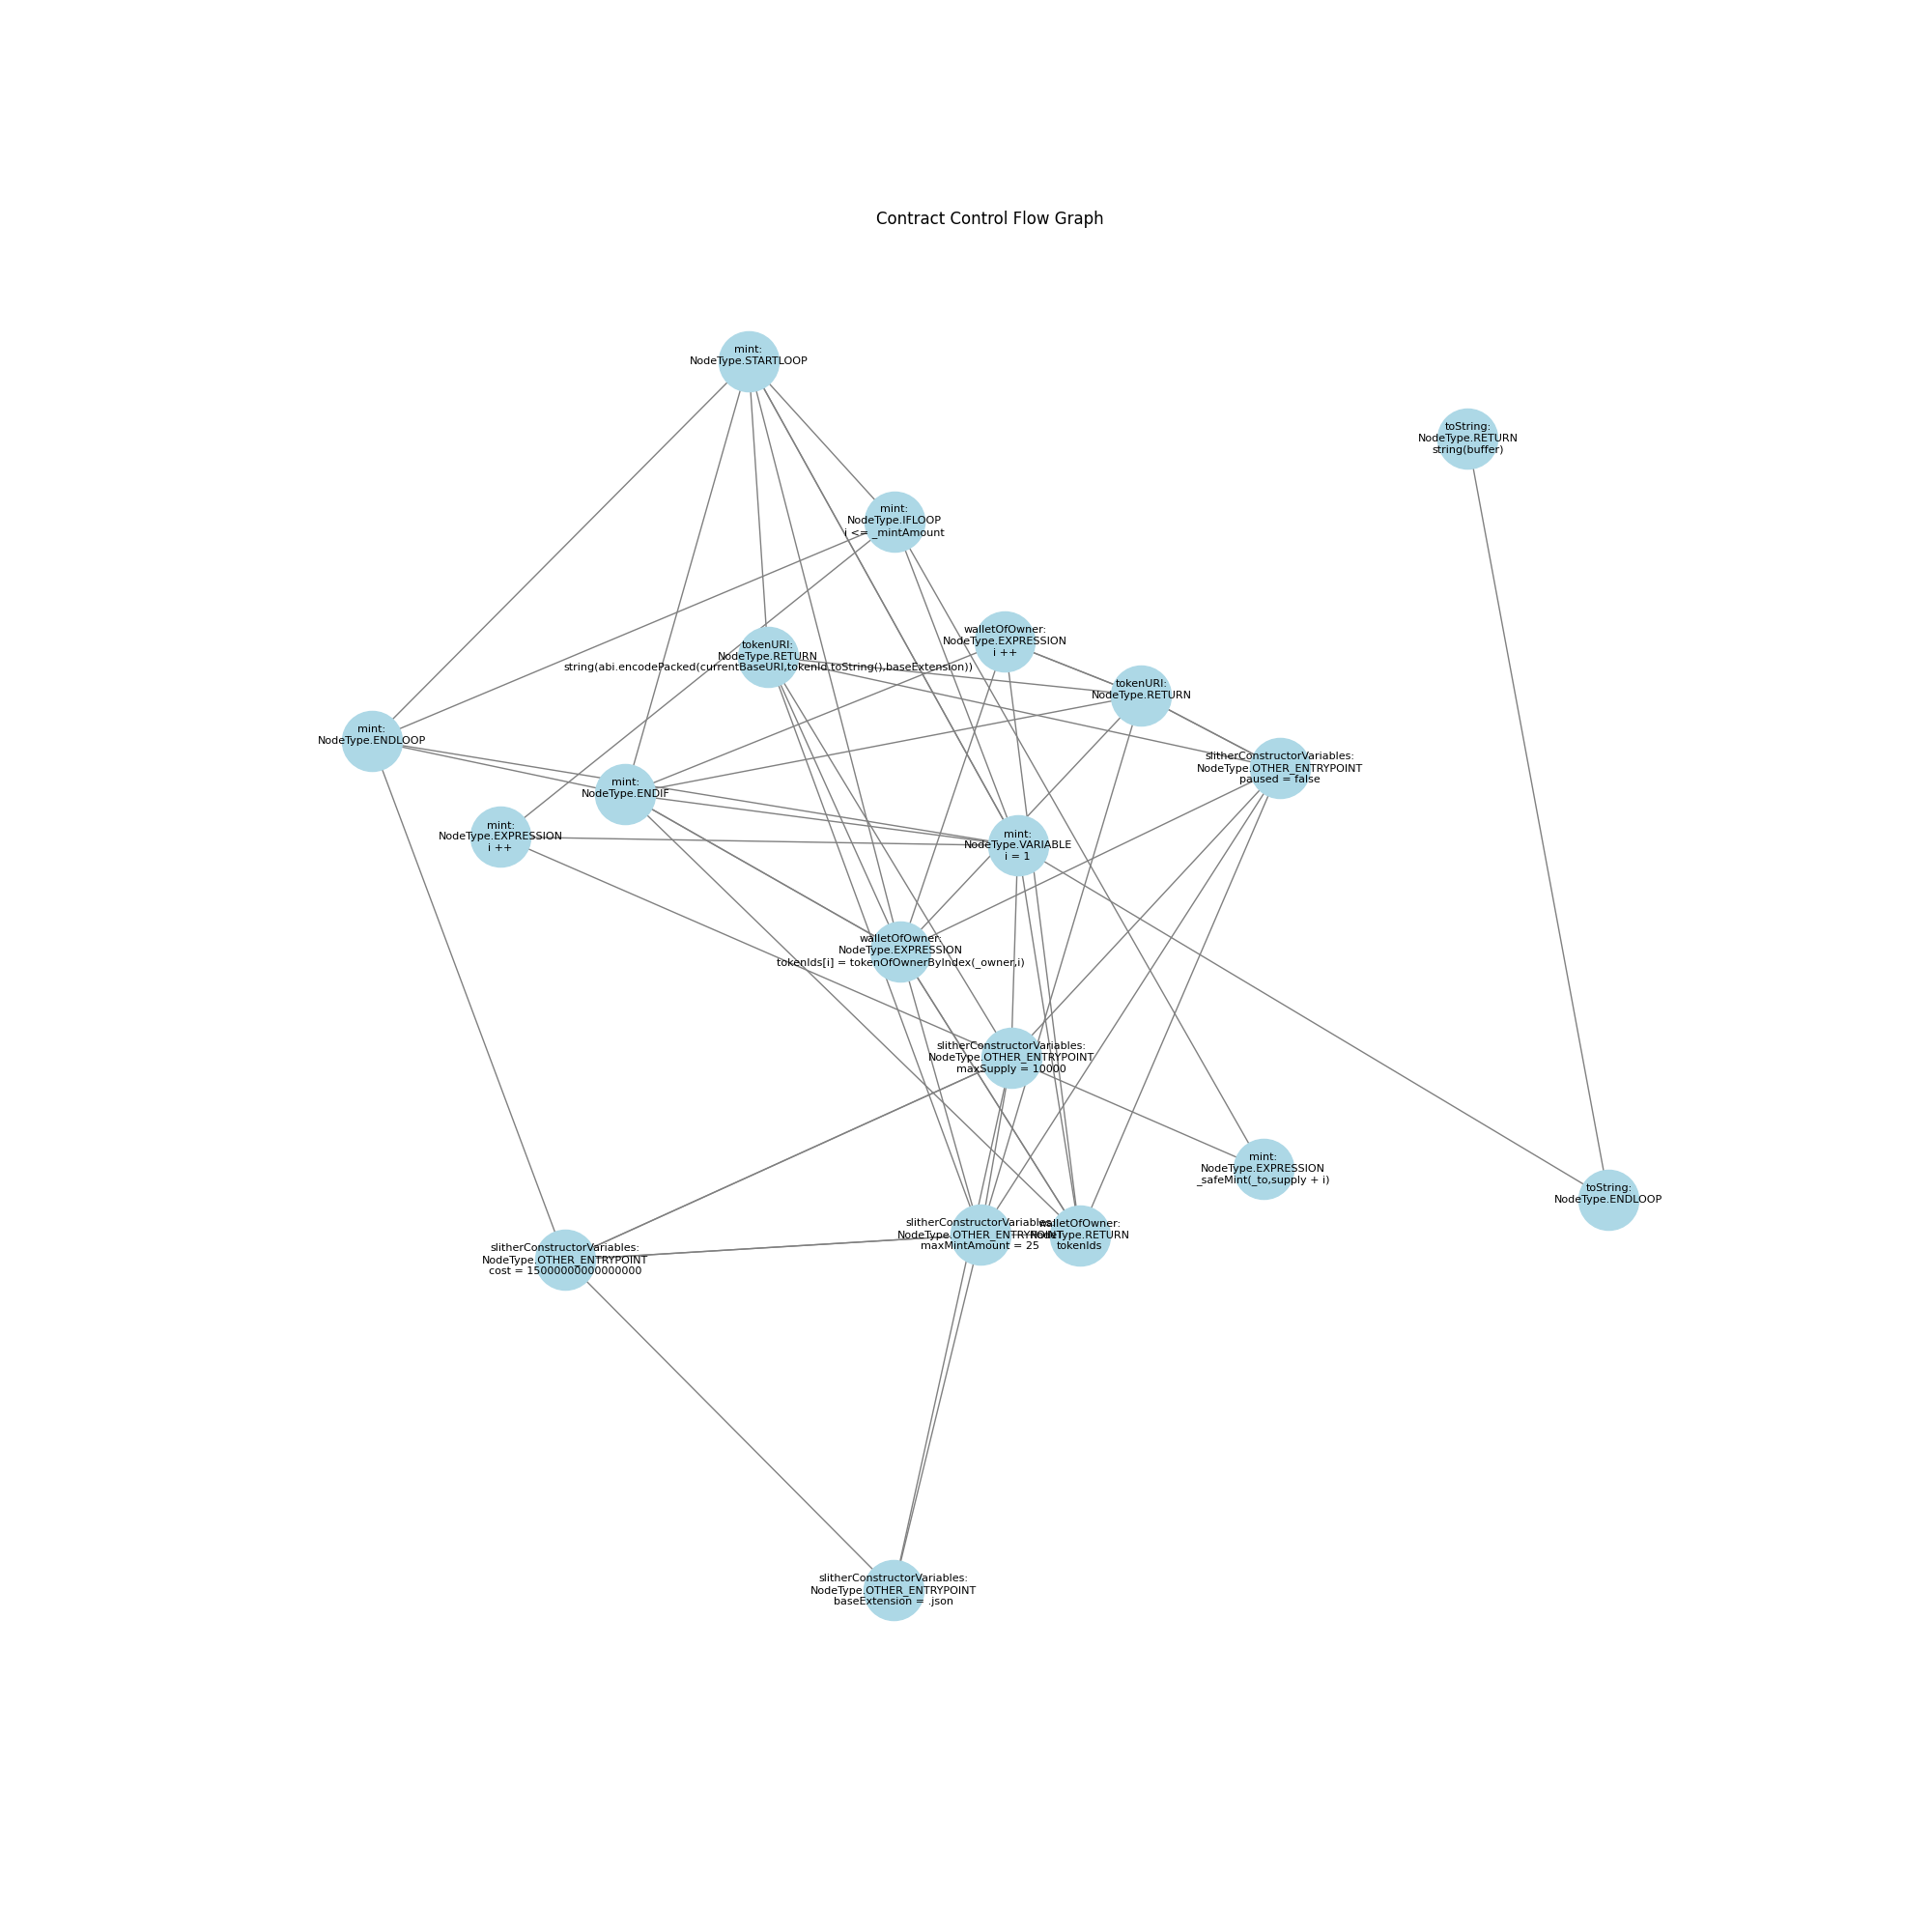 Contract Control Flow Graph
mint:
NodeType.STARTLOOP
toString:
NodeType.RETURN
string(buffer)
mint:
NodeType.IFLOOP
i <= _mintAmount
walletOfOwner:
NodeType.EXPRESSION
i ++
tokenURI:
NodeType.RETURN
string(abi.encodePacked(currentBaseURI,tokenId.toString(),baseExtension))
tokenURI:
NodeType.RETURN
mint:
NodeType.ENDLOOP
slitherConstructorVariables:
NodeType.OTHER_ENTRYPOINT
paused = false
mint:
NodeType.ENDIF
mint:
NodeType.EXPRESSION
i ++
mint:
NodeType.VARIABLE
i = 1
walletOfOwner:
NodeType.EXPRESSION
tokenIds[i] = tokenOfOwnerByIndex(_owner,i)
slitherConstructorVariables:
NodeType.OTHER_ENTRYPOINT
maxSupply = 10000
mint:
NodeType.EXPRESSION
_safeMint(_to,supply + i)
toString:
NodeType.ENDLOOP
slitherConstructorVariables:
NodeType.OTHER_ENTRYPOINT
maxMintAmount = 25
walletOfOwner:
NodeType.RETURN
tokenIds
slitherConstructorVariables:
NodeType.OTHER_ENTRYPOINT
cost = 15000000000000000
slitherConstructorVariables:
NodeType.OTHER_ENTRYPOINT
baseExtension = .json